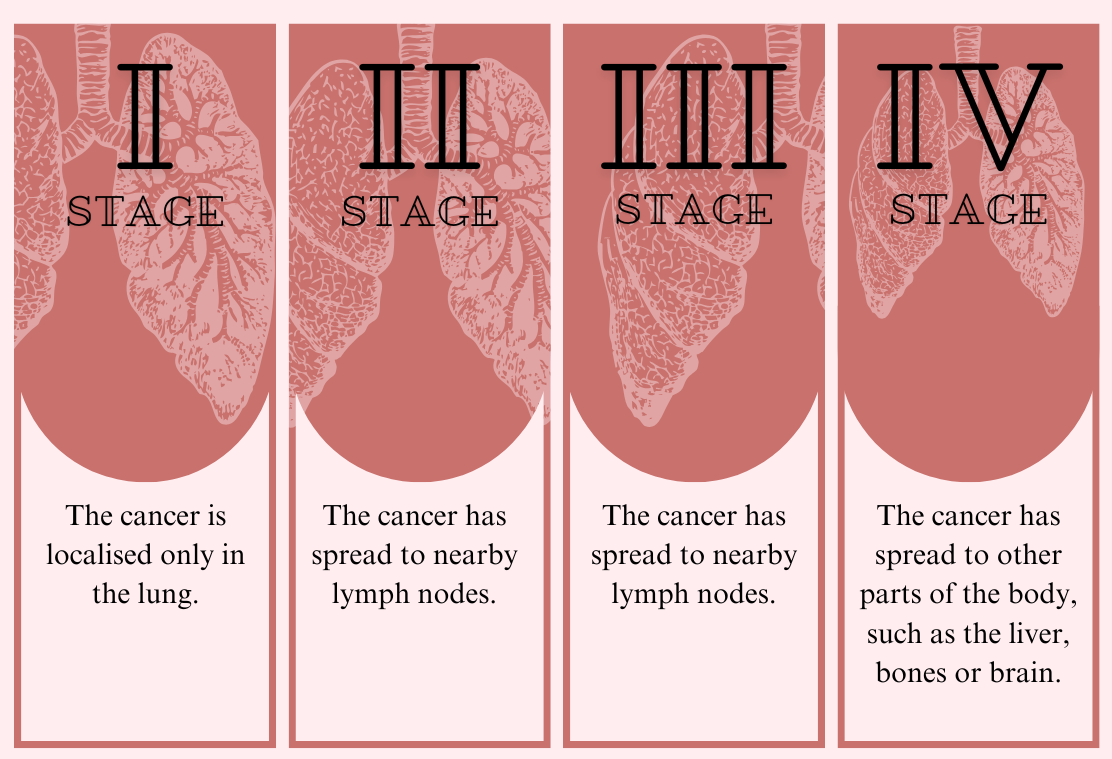 I
STAGE
The cancer is
localised only in
the lung.
II
STAGE
The cancer has
spread to nearby
lymph nodes.
III
STAGE
The cancer has
spread to nearby
lymph nodes.
IV
STAGE
The cancer has
spread to other
parts of the body,
such as the liver,
bones or brain.